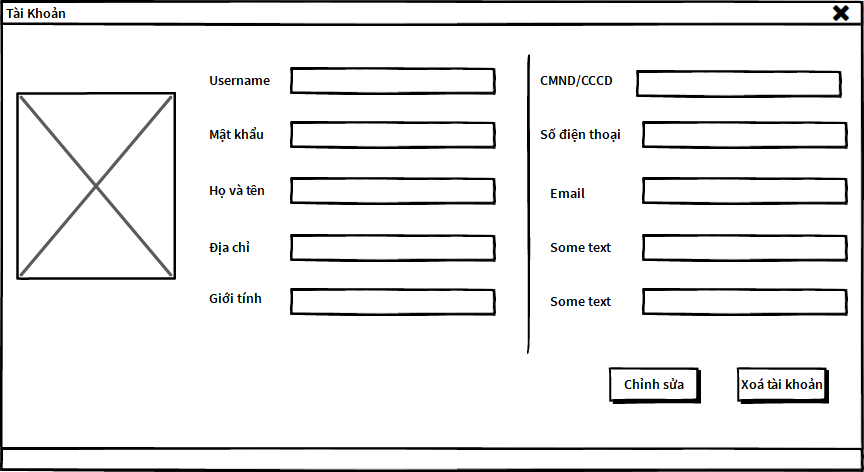 Tài Khoản
Username
Mật khẩu
Họ và tên
Địa chỉ
Giới tính
CMND/CCCD
Số điện thoại
Email
Some text
Some text
Chỉnh sửa
Xoá tài khoản